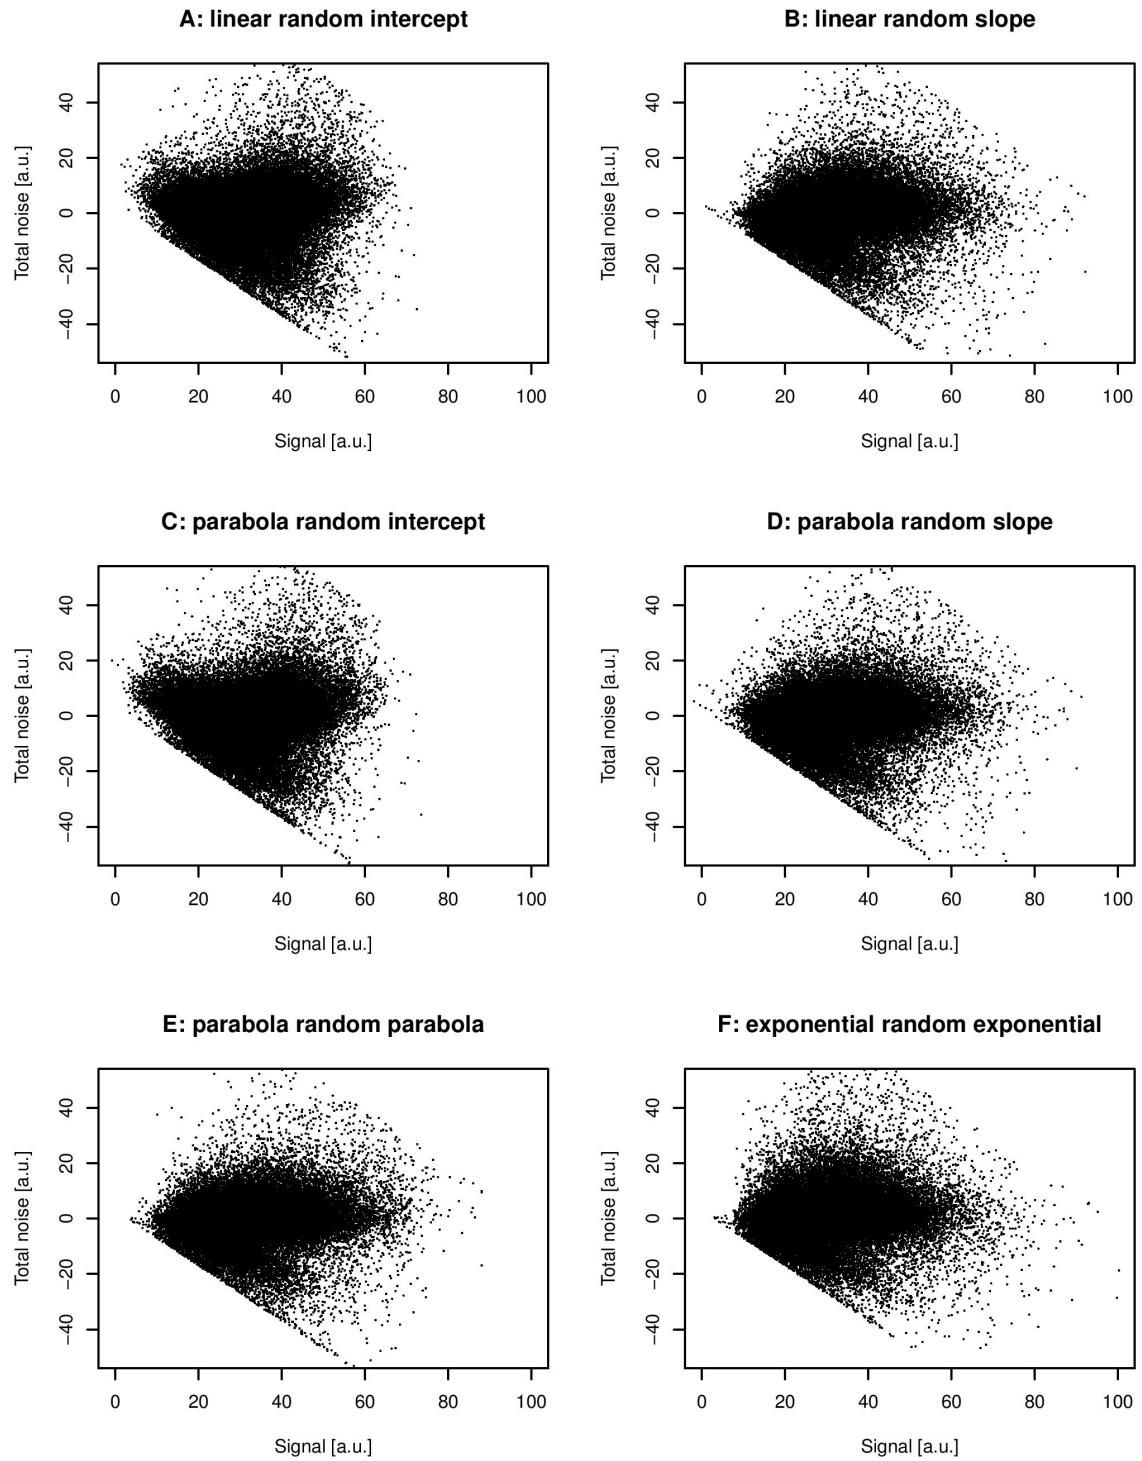 A: linear random intercept
Total noise [a.u.]
40
20
0
−20
−40
0 20 40 60 80 100
Signal [a.u.]
B: linear random slope
Total noise [a.u.]
40
20
0
−20
−40
0 20 40 60 80 100
Signal [a.u.]
C: parabola random intercept
Total noise [a.u.]
40
20
0
−20
−40
0 20 40 60 80 100
Signal [a.u.]
D: parabola random slope
Total noise [a.u.]
40
20
0
−20
−40
0 20 40 60 80 100
Signal [a.u.]
E: parabola random parabola
Total noise [a.u.]
40
20
0
−20
−40
0 20 40 60 80 100
Signal [a.u.]
F: exponential random exponential
Total noise [a.u.]
40
20
0
−20
−40
0 20 40 60 80 100
Signal [a.u.]